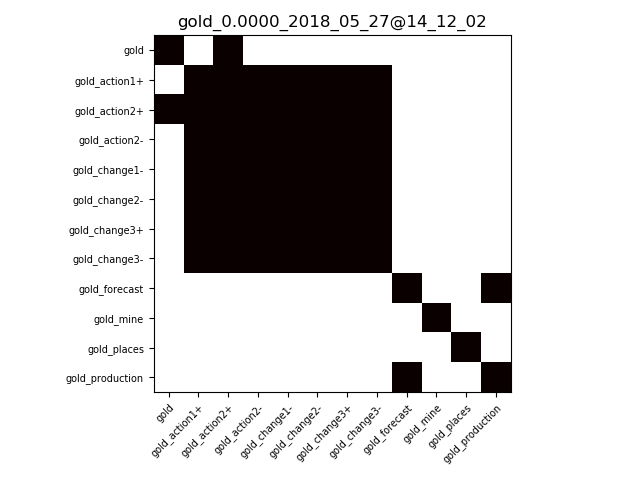 gold_0.0000_2018_05_27@14_12_02
gold
gold_action1+
gold_action2+
gold_action2-
gold_change1-
gold_change2-
gold_change3+
gold_change3-
gold_forecast
gold_mine
gold_places
gold_production
gold
gold_action1+
gold_action2+
gold_action2-
gold_change1-
gold_change2-
gold_change3+
gold_change3-
gold_forecast
gold_mine
gold_places
gold_production